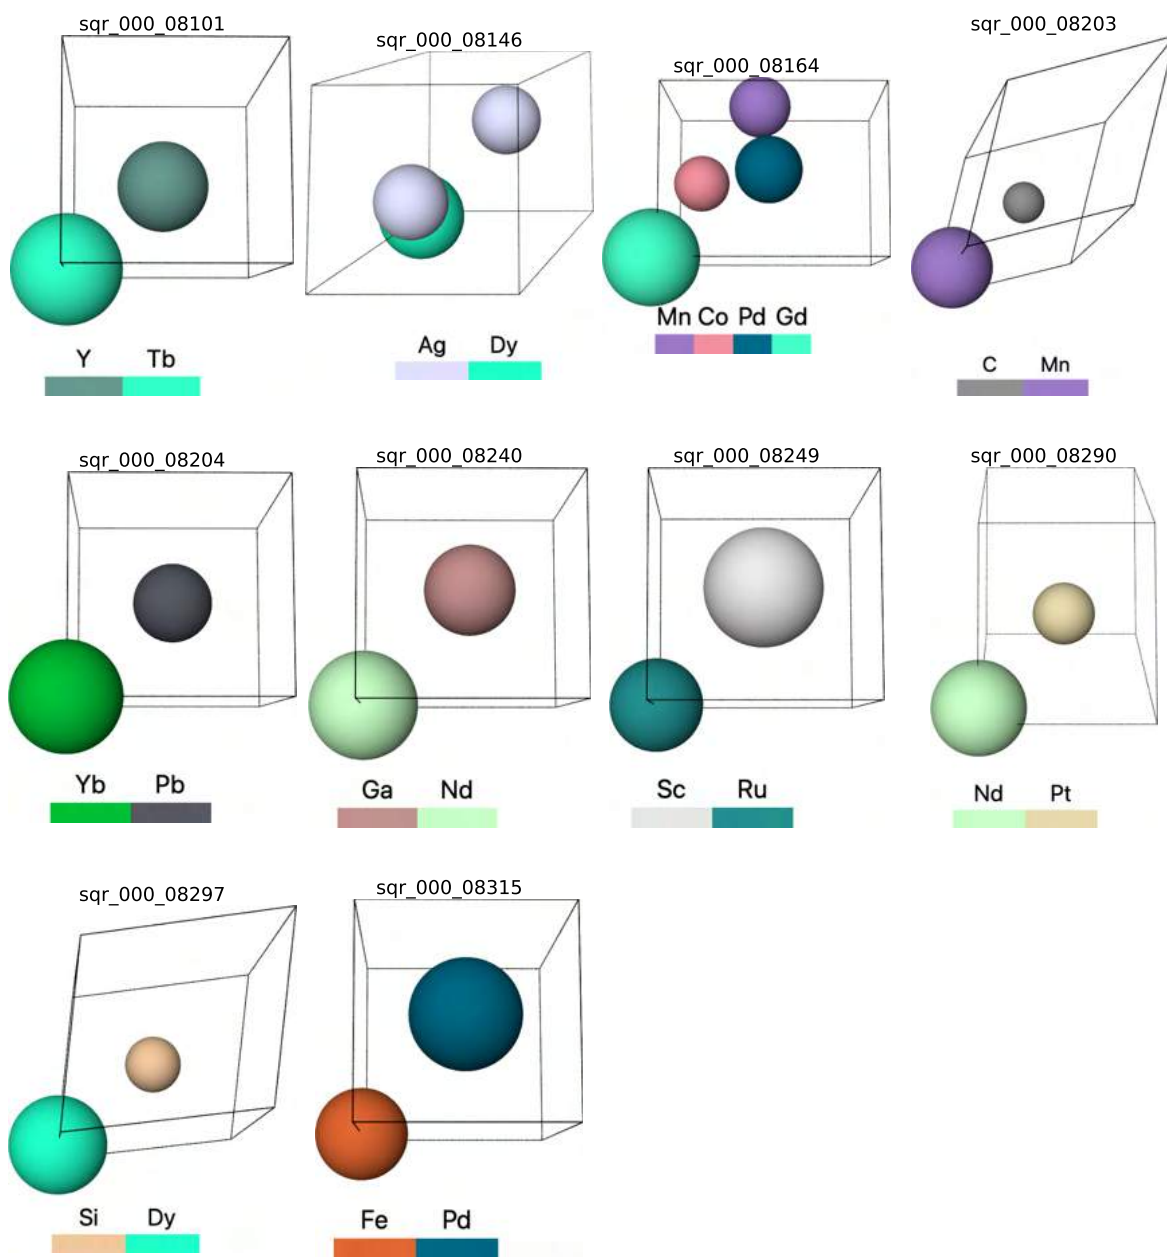 sqr_000_08101
Y Tb
sqr_000_08146
Ag Dy
sqr_000_08164
Mn Co Pd Gd
sqr_000_08203
C Mn
sqr_000_08204
Yb Pb
sqr_000_08240
Ga Nd
sqr_000_08249
Sc Ru
sqr_000_08290
Nd Pt
sqr_000_08297
Si Dy
sqr_000_08315
Fe Pd